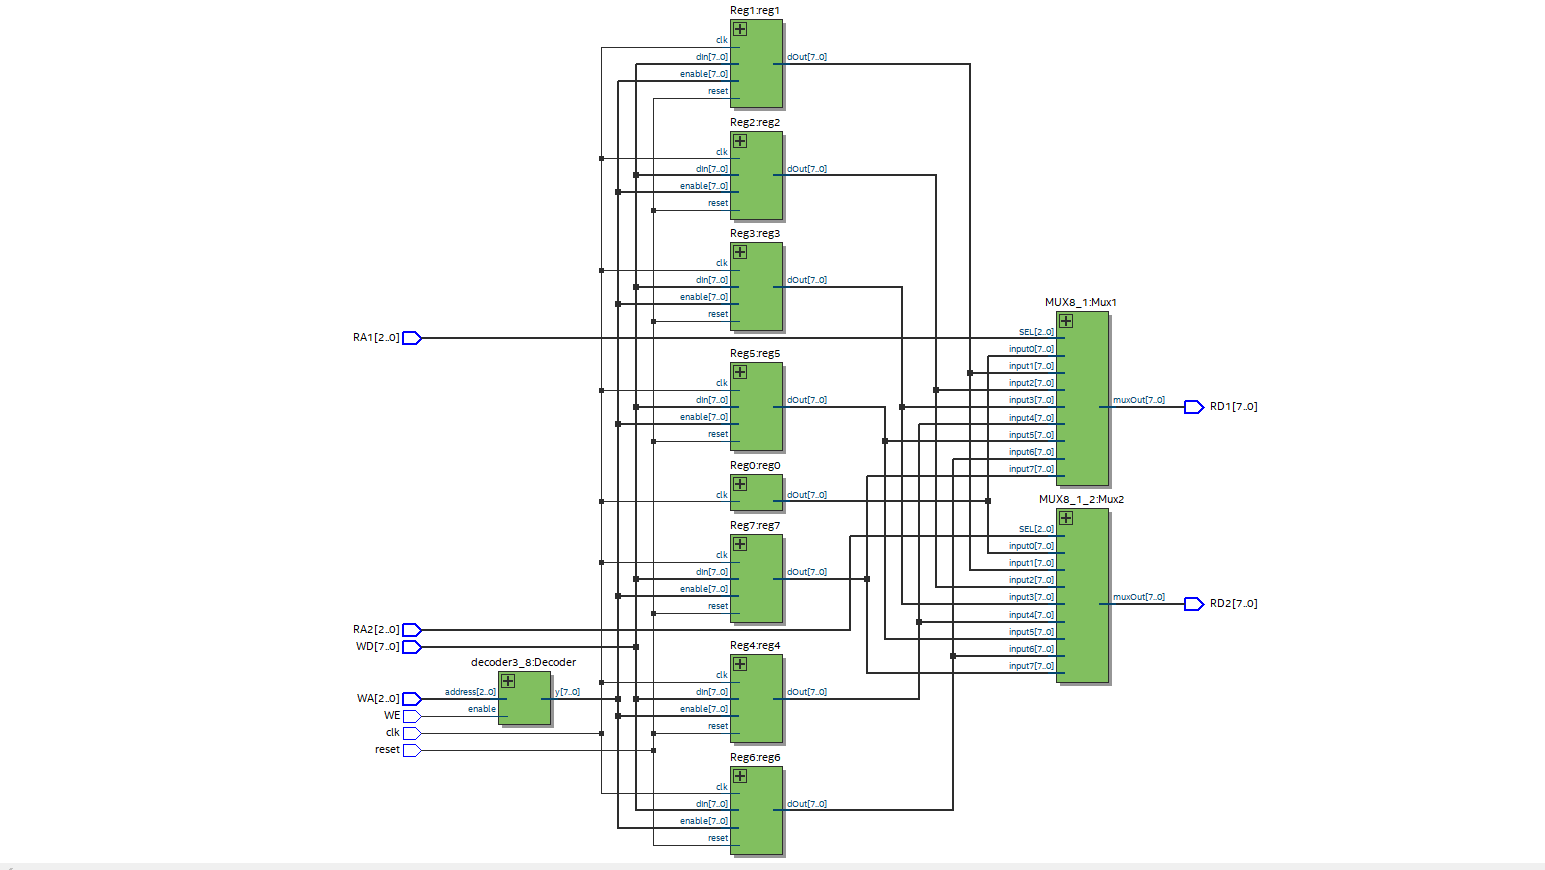 Reg1:reg1
clk
din[7..0]
enable[7..0]
reset
dOut[7..0]
Reg2:reg2
clk
din[7..0]
enable[7..0]
reset
dOut[7..0]
Reg3:reg3
clk
din[7..0]
enable[7..0]
reset
dOut[7..0]
RA1[2..0]
Reg5:reg5
clk
din[7..0]
enable[7..0]
reset
dOut[7..0]
Reg0:reg0
clk
dOut[7..0]
Reg7:reg7
clk
din[7..0]
enable[7..0]
reset
dOut[7..0]
RA2[2..0]
WD[7..0]
decoder3_8:Decoder
address[2..0]
enable
y[7..0]
WA[2..0]
WE
clk
reset
Reg4:reg4
clk
din[7..0]
enable[7..0]
reset
dOut[7..0]
Reg6:reg6
clk
din[7..0]
enable[7..0]
reset
dOut[7..0]
MUX8_1:Mux1
SEL[2..0]
input0[7..0]
input1[7..0]
input2[7..0]
input3[7..0]
input4[7..0]
input5[7..0]
input6[7..0]
input7[7..0]
muxOut[7..0]
RD1[7..0]
MUX8_1_2:Mux2
SEL[2..0]
input0[7..0]
input1[7..0]
input2[7..0]
input3[7..0]
input4[7..0]
input5[7..0]
input6[7..0]
input7[7..0]
muxOut[7..0]
RD2[7..0]